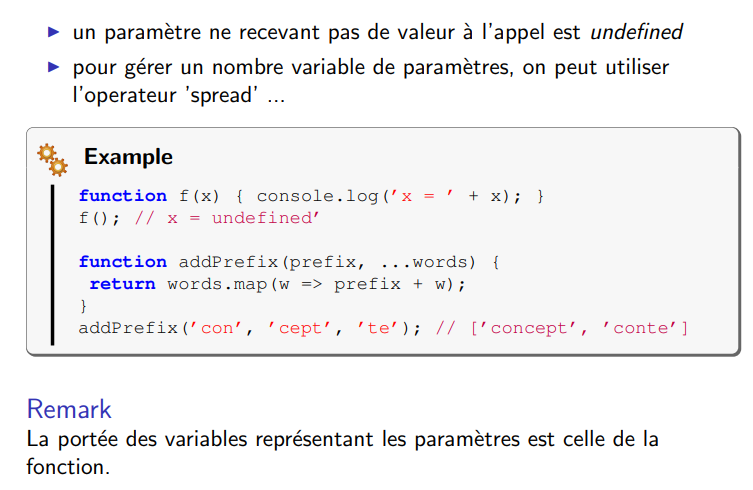 un paramètre ne recevant pas de valeur à l'appel est undefined
pour gérer un nombre variable de paramètres, on peut utiliser
l'operateur 'spread' ...
Example
function f(x) { console.log('x = ' + x); }
f(); // x = undefined'
function addPrefix(prefix, ...words) {
return words.map(w => prefix + w);
}
addPrefix('con', 'cept', 'te'); // ['concept', 'conte']
Remark
La portée des variables représentant les paramètres est celle de la
fonction.